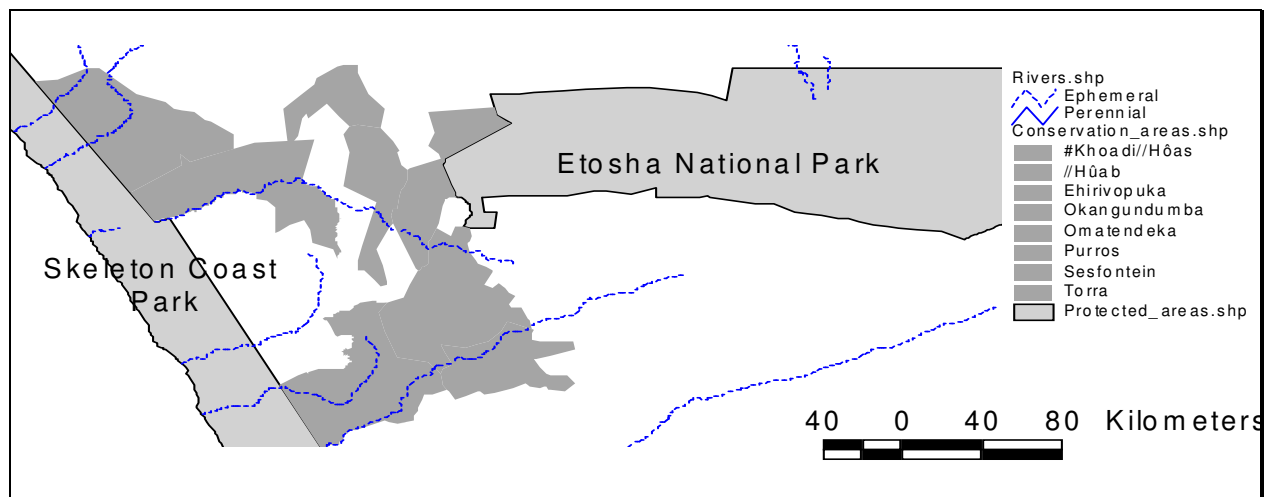 Rivers.shp
Ephemeral
Perennial
Conservation_areas.shp
#Khoadi//Hôas
//Hûab
Ehirivopuka
Okangundumba
Omatendeka
Purros
Sesfontein
Torra
Protected_areas.shp
Etosha National Park
Skeleton Coast
Park
40 0 40 80 Kilometers